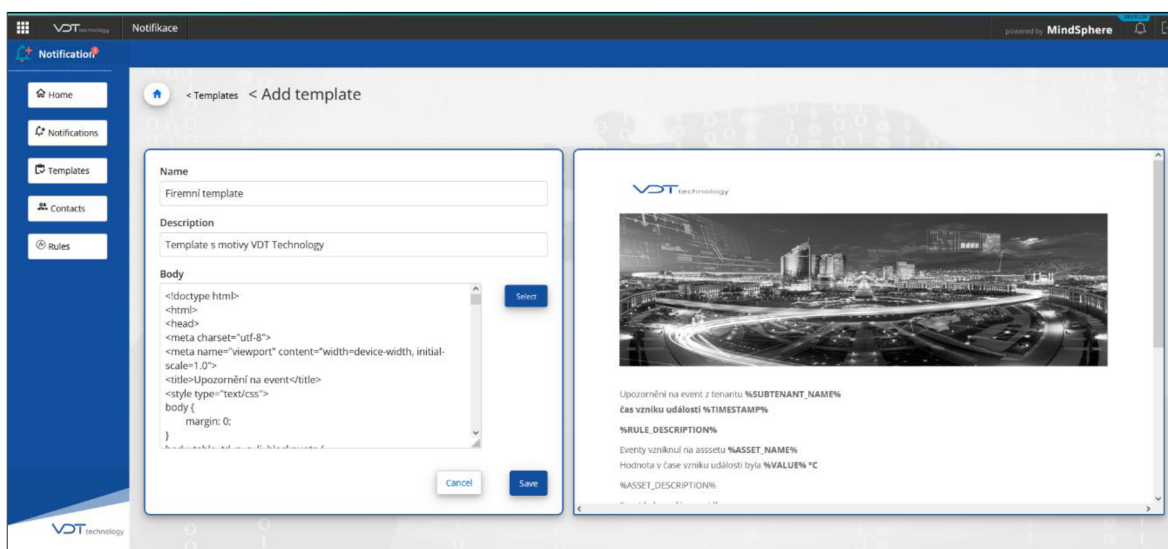 VDT technology
Notifikace
powered by MindSphere
DEVELOP
Notification
Home
Notifications
Templates
Contacts
Rules
VDT technology
< Templates < Add template
Name
Firemní template
Description
Template s motivy VDT Technology
Body
<!doctype html>
<html>
<head>
<meta charset="utf-8">
<meta name="viewport" content="width=device-width, initial-
scale=1.0">
<title>Upozornění na event</title>
<style type="text/css">
body {
margin: 0;
}
Select
Cancel
Save
VDT technology
Upozornění na event z tenantu %SUBTENANT_NAME%
čas vzniku události %TIMESTAMP%
%RULE_DESCRIPTION%
Eventy vzniknul na asssetu %ASSET_NAME%
Hodnota v čase vzniku události byla %VALUE% °C
%ASSET_DESCRIPTION%